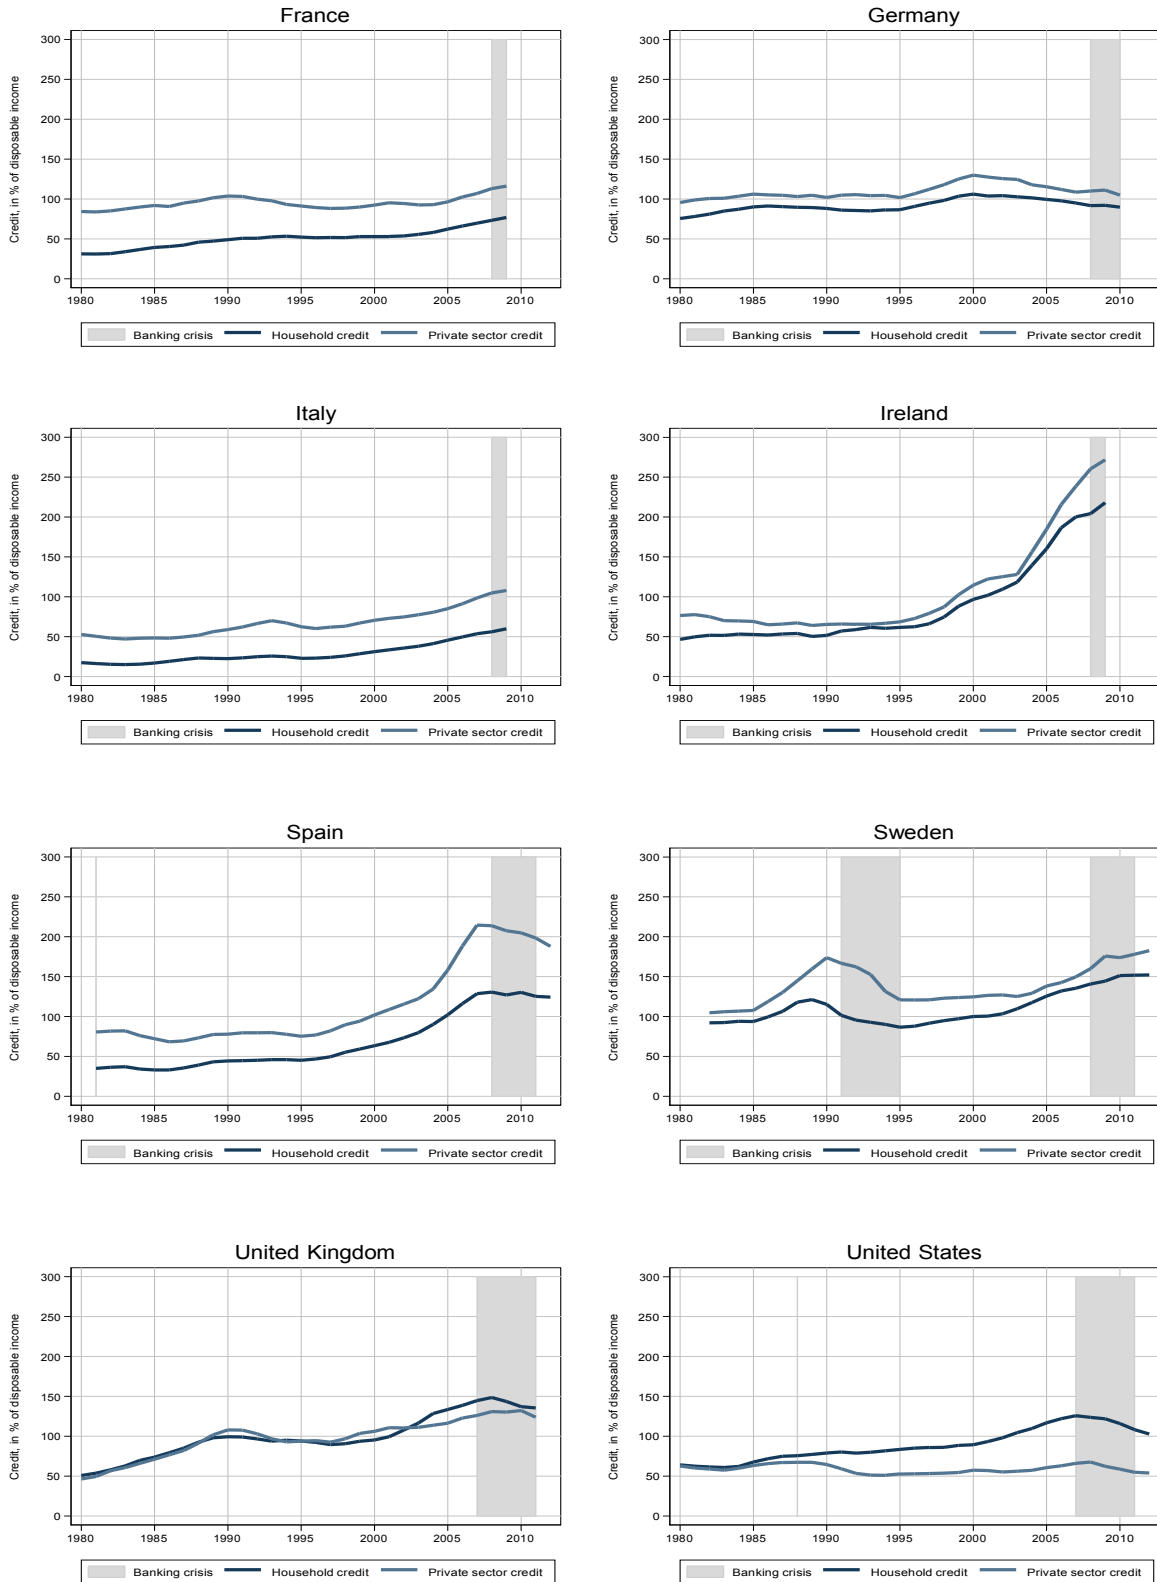 France
Germany
Credit, in % of disposable income
300
250
200
150
100
50
0
1980 1985 1990 1995 2000 2005 2010
Banking crisis Household credit Private sector credit
Credit, in % of disposable income
300
250
200
150
100
50
0
1980 1985 1990 1995 2000 2005 2010
Banking crisis Household credit Private sector credit
Italy
Ireland
Credit, in % of disposable income
300
250
200
150
100
50
0
1980 1985 1990 1995 2000 2005 2010
Banking crisis Household credit Private sector credit
Credit, in % of disposable income
300
250
200
150
100
50
0
1980 1985 1990 1995 2000 2005 2010
Banking crisis Household credit Private sector credit
Spain
Sweden
Credit, in % of disposable income
300
250
200
150
100
50
0
1980 1985 1990 1995 2000 2005 2010
Banking crisis Household credit Private sector credit
Credit, in % of disposable income
300
250
200
150
100
50
0
1980 1985 1990 1995 2000 2005 2010
Banking crisis Household credit Private sector credit
United Kingdom
United States
Credit, in % of disposable income
300
250
200
150
100
50
0
1980 1985 1990 1995 2000 2005 2010
Banking crisis Household credit Private sector credit
Credit, in % of disposable income
300
250
200
150
100
50
0
1980 1985 1990 1995 2000 2005 2010
Banking crisis Household credit Private sector credit